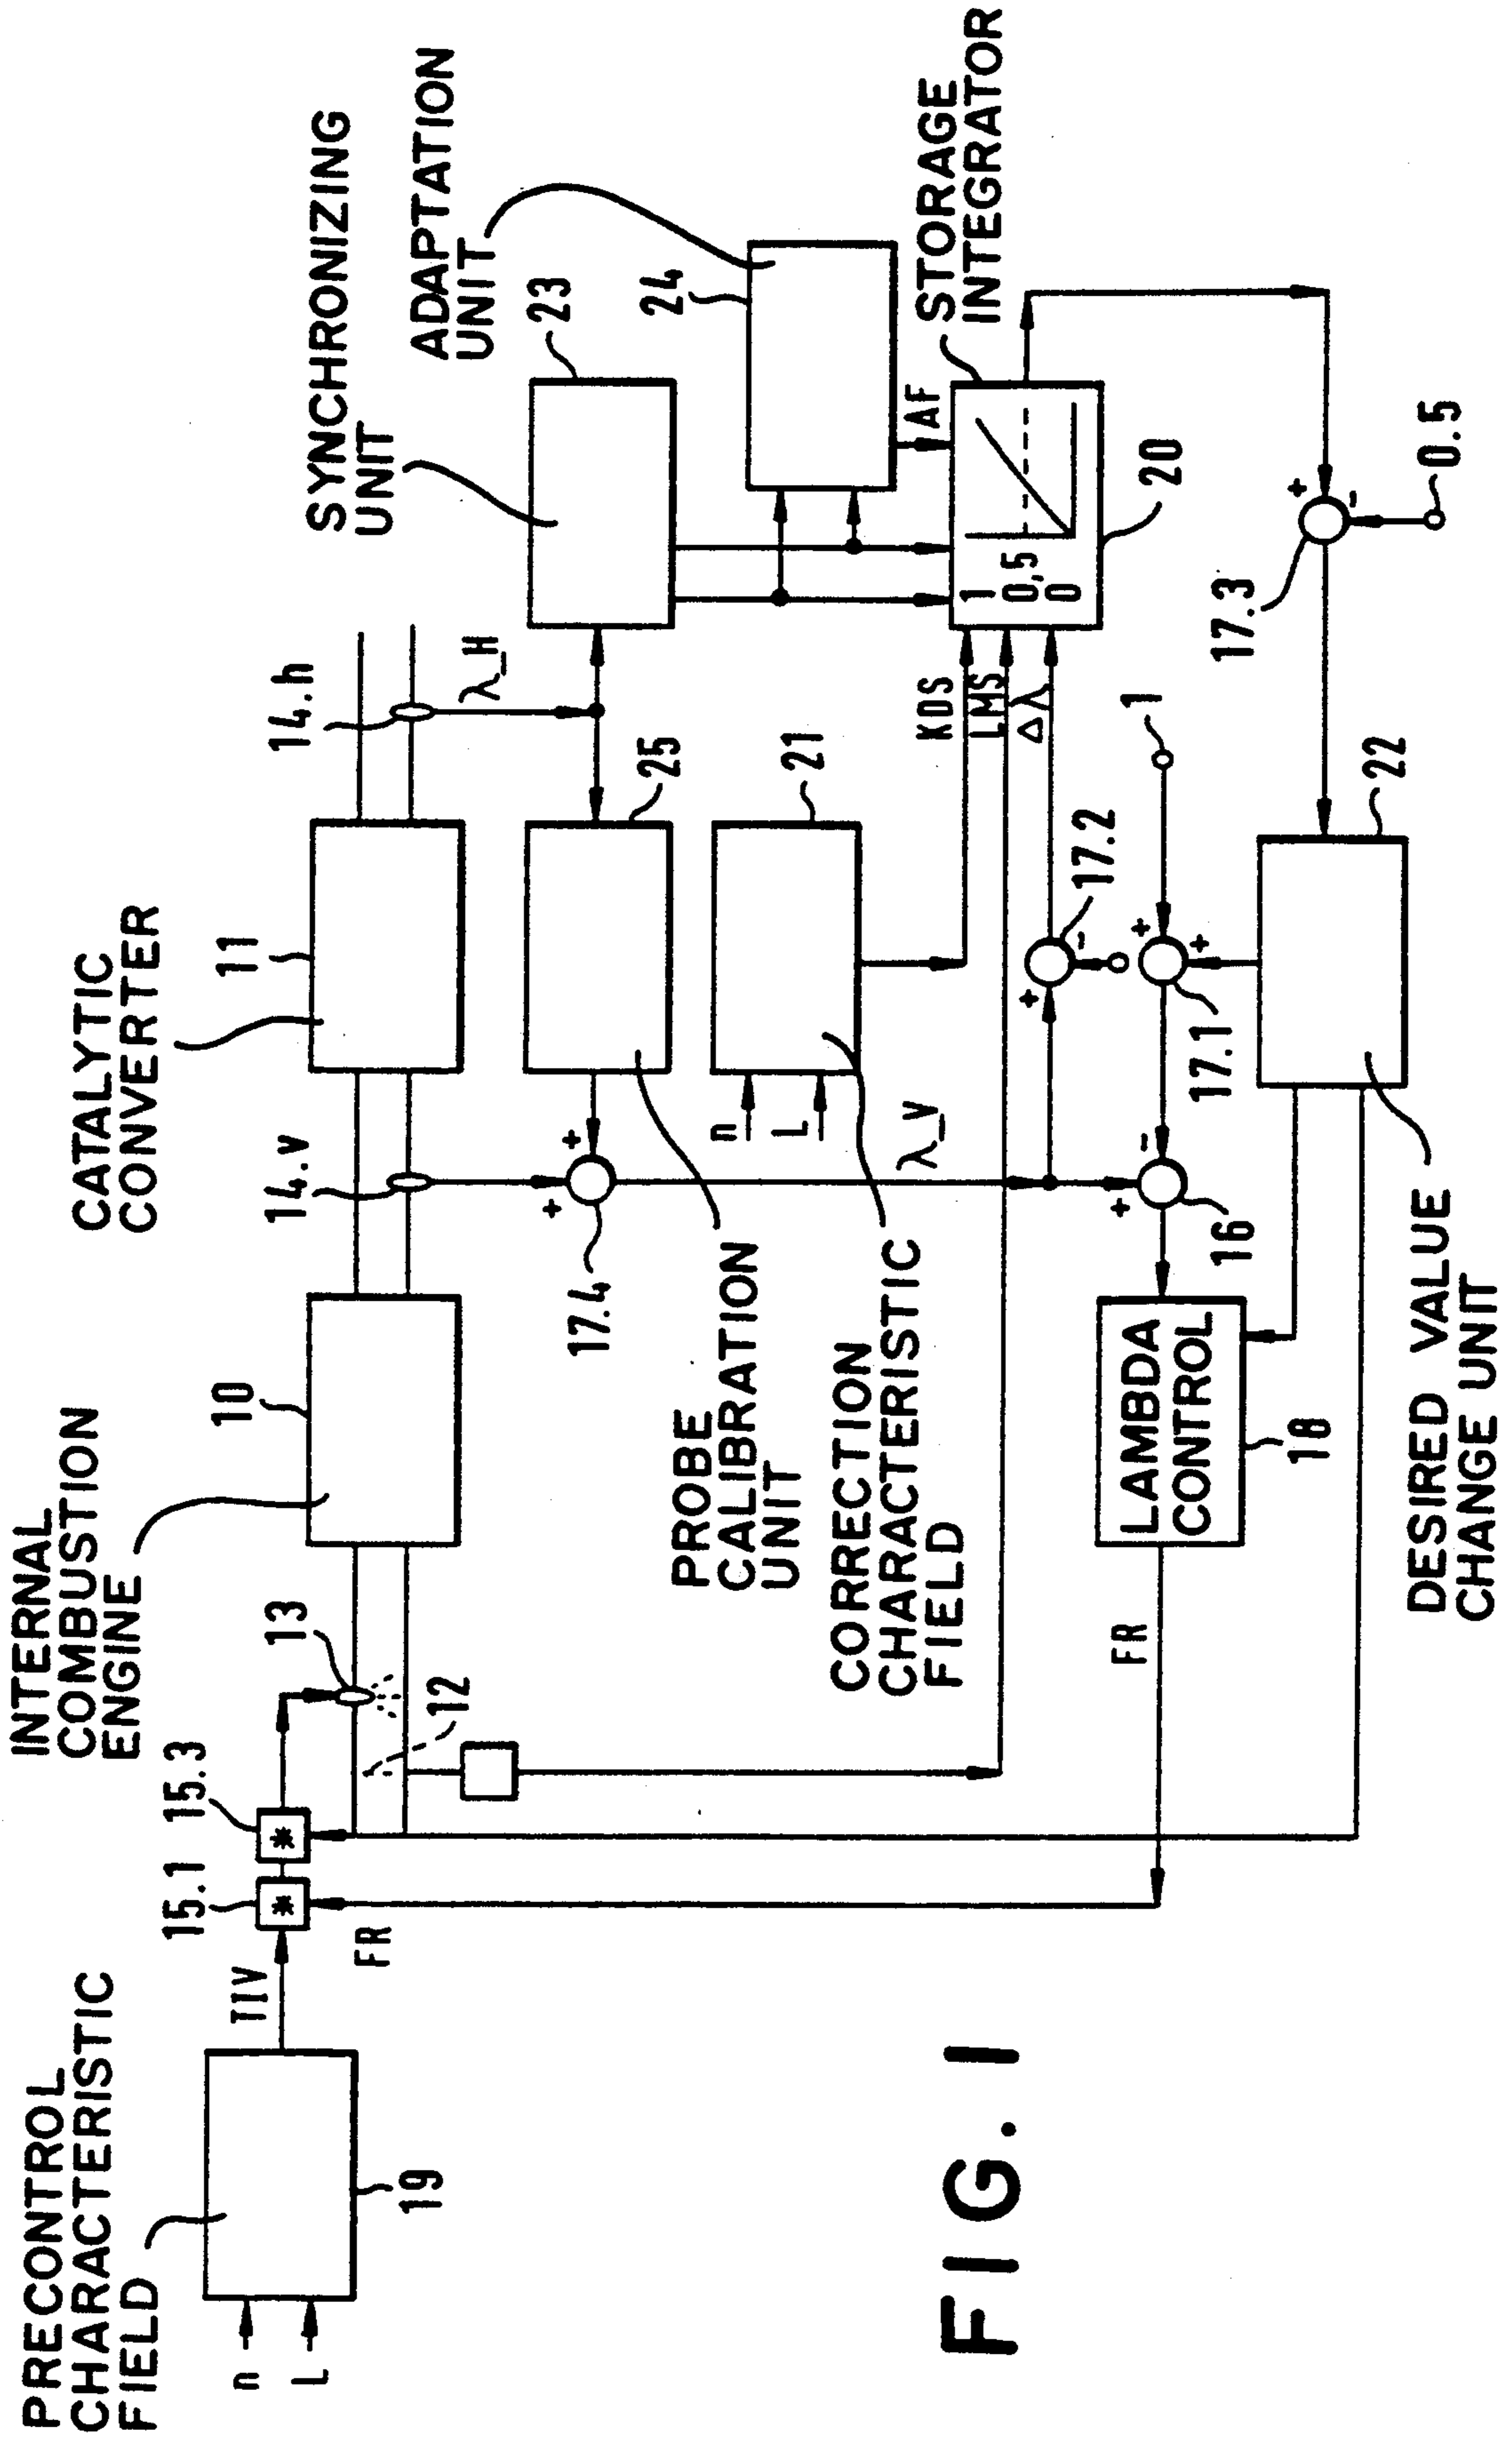 PRECONTROL
CHARACTERISTIC
FIELD
n
L
19
TIV
15.1
15.3
FR
INTERNAL
COMBUSTION
ENGINE
13
12
10
CATALYTIC
CONVERTER
14.v
11
14.h
λ_H
SYNCHRONIZING
UNIT
23
ADAPTATION
UNIT
24
AF
STORAGE
INTEGRATOR
1
0,5
0
20
17.4
+
+
25
PROBE
CALIBRATION
UNIT
n
L
21
CORRECTION
CHARACTERISTIC
FIELD
λ_V
KDS
LMS
Δλ
17.2
+
-
1
+
+
17.1
-
+
16
LAMBDA
CONTROL
18
FR
22
DESIRED VALUE
CHANGE UNIT
17.3
+
-
0.5
FIG. 1